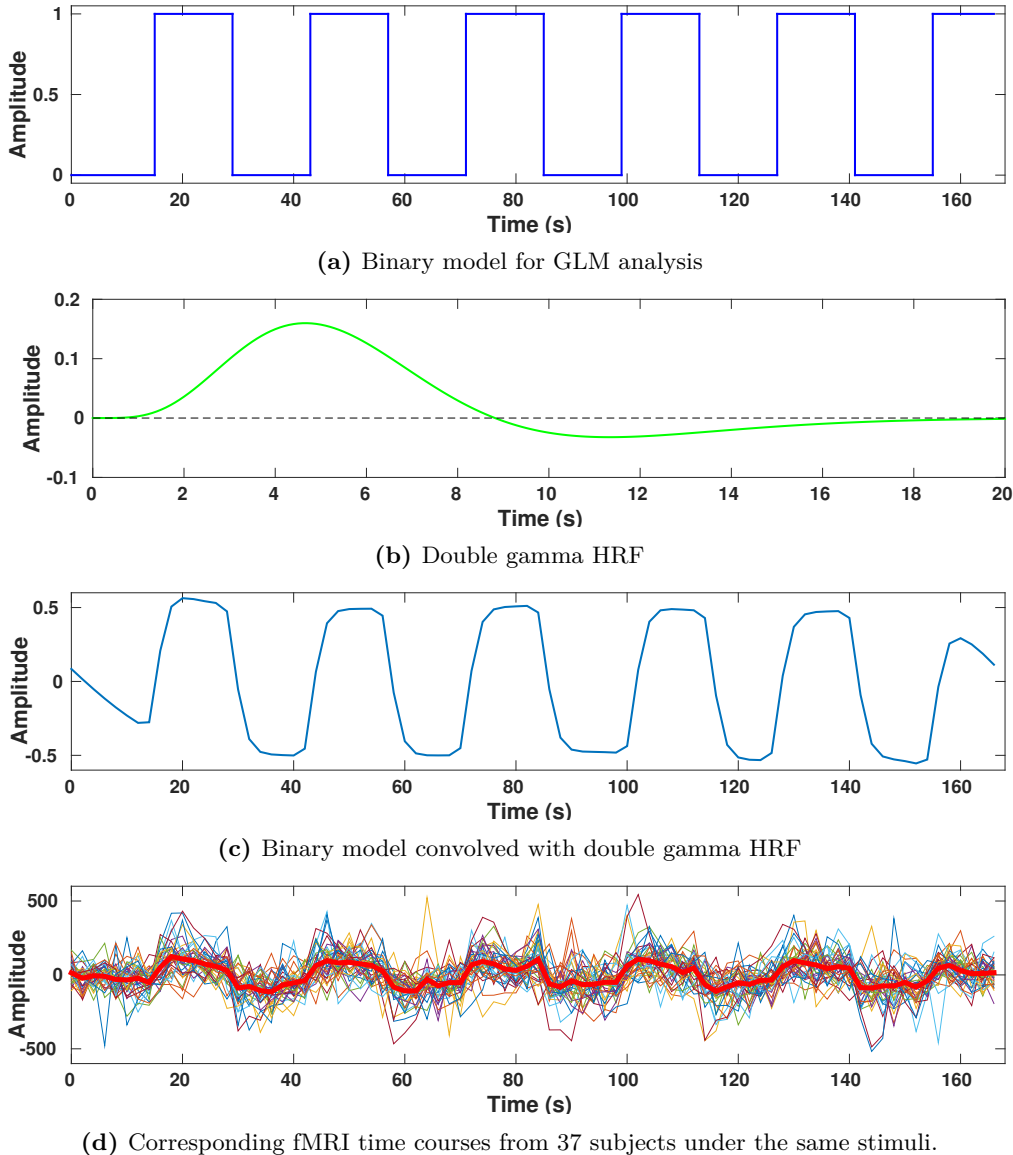 1
0.5
0
Amplitude
0 20 40 60 80 100 120 140 160
Time (s)
(a) Binary model for GLM analysis
0.2
0.1
0
-0.1
Amplitude
0 2 4 6 8 10 12 14 16 18 20
Time (s)
(b) Double gamma HRF
0.5
0
-0.5
Amplitude
0 20 40 60 80 100 120 140 160
Time (s)
(c) Binary model convolved with double gamma HRF
500
0
-500
Amplitude
0 20 40 60 80 100 120 140 160
Time (s)
(d) Corresponding fMRI time courses from 37 subjects under the same stimuli.